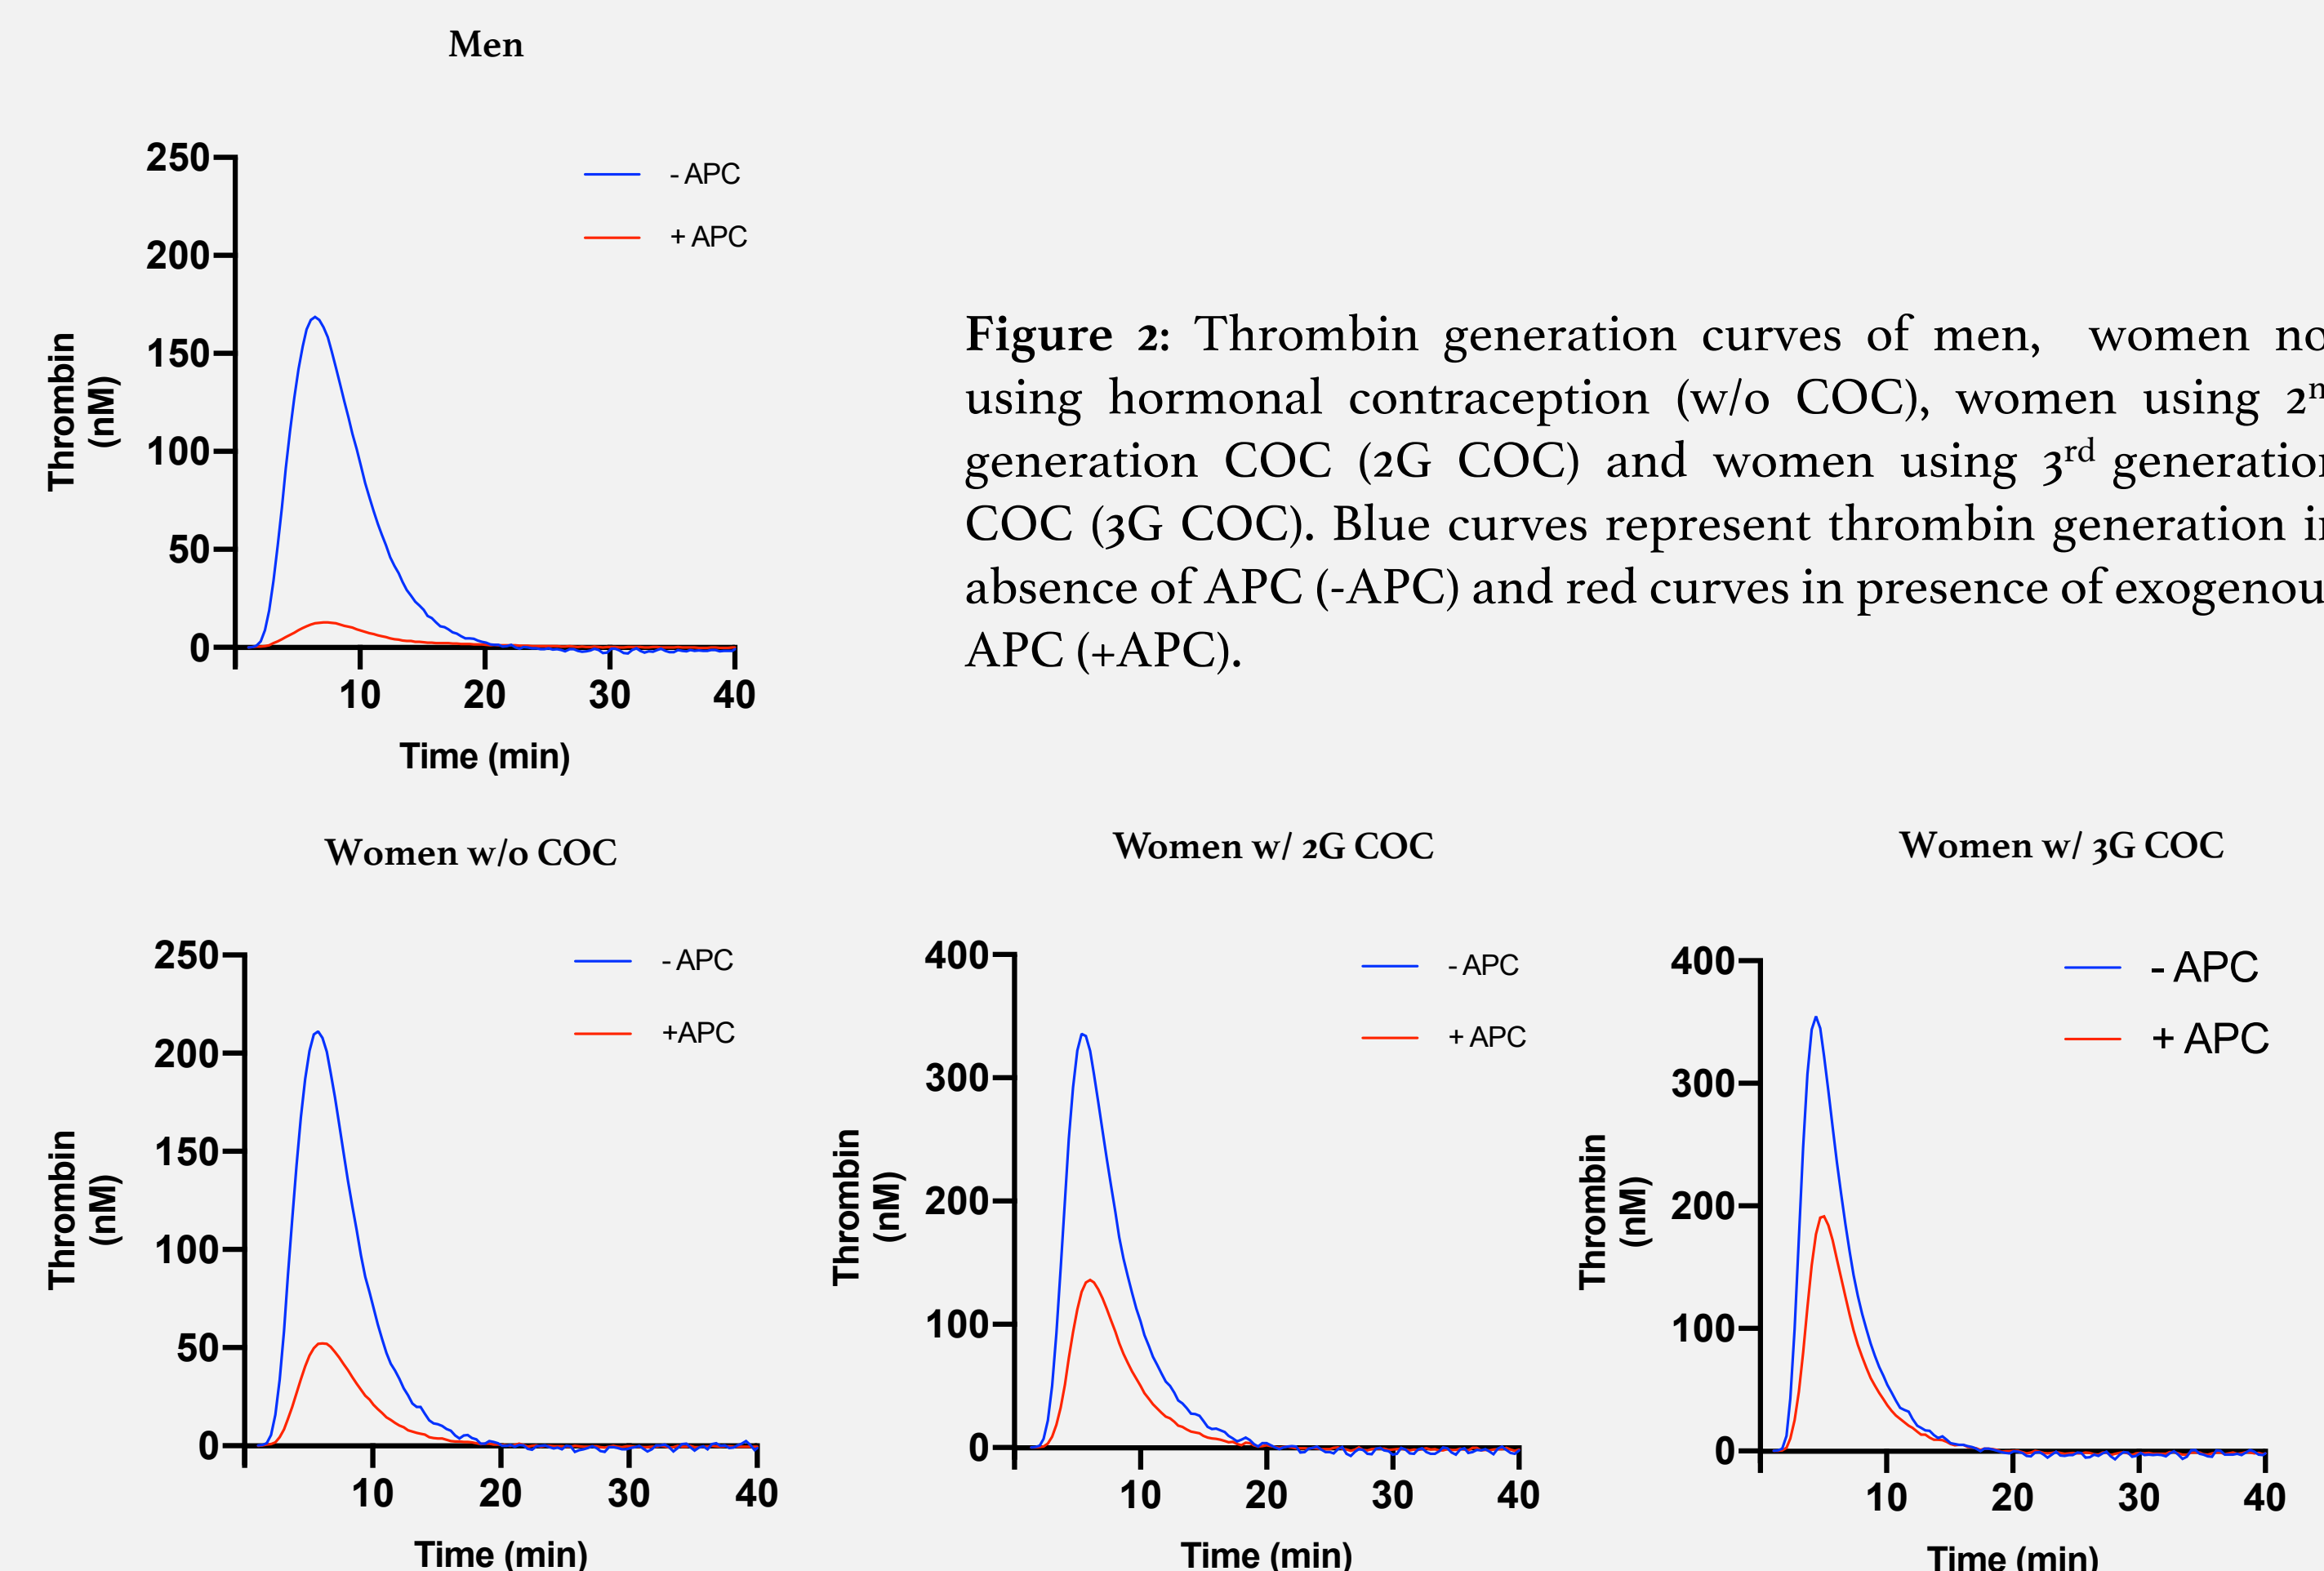 Men
250
200
150
100
50
0
- APC
+ APC
Thrombin
(nM)
10 20 30 40
Time (min)
Figure 2: Thrombin generation curves of men, women no
using hormonal contraception (w/o COC), women using 2n
generation COC (2G COC) and women using 3rd generation
COC (3G COC). Blue curves represent thrombin generation in
absence of APC (-APC) and red curves in presence of exogenou
APC (+APC).
Women w/o COC
250
200
150
100
50
0
- APC
+APC
Thrombin
(nM)
10 20 30 40
Time (min)
Women w/ 2G COC
400
300
200
100
0
- APC
+ APC
Thrombin
(nM)
10 20 30 40
Time (min)
Women w/ 3G COC
400
300
200
100
0
- APC
+ APC
Thrombin
(nM)
10 20 30 40
Time (min)